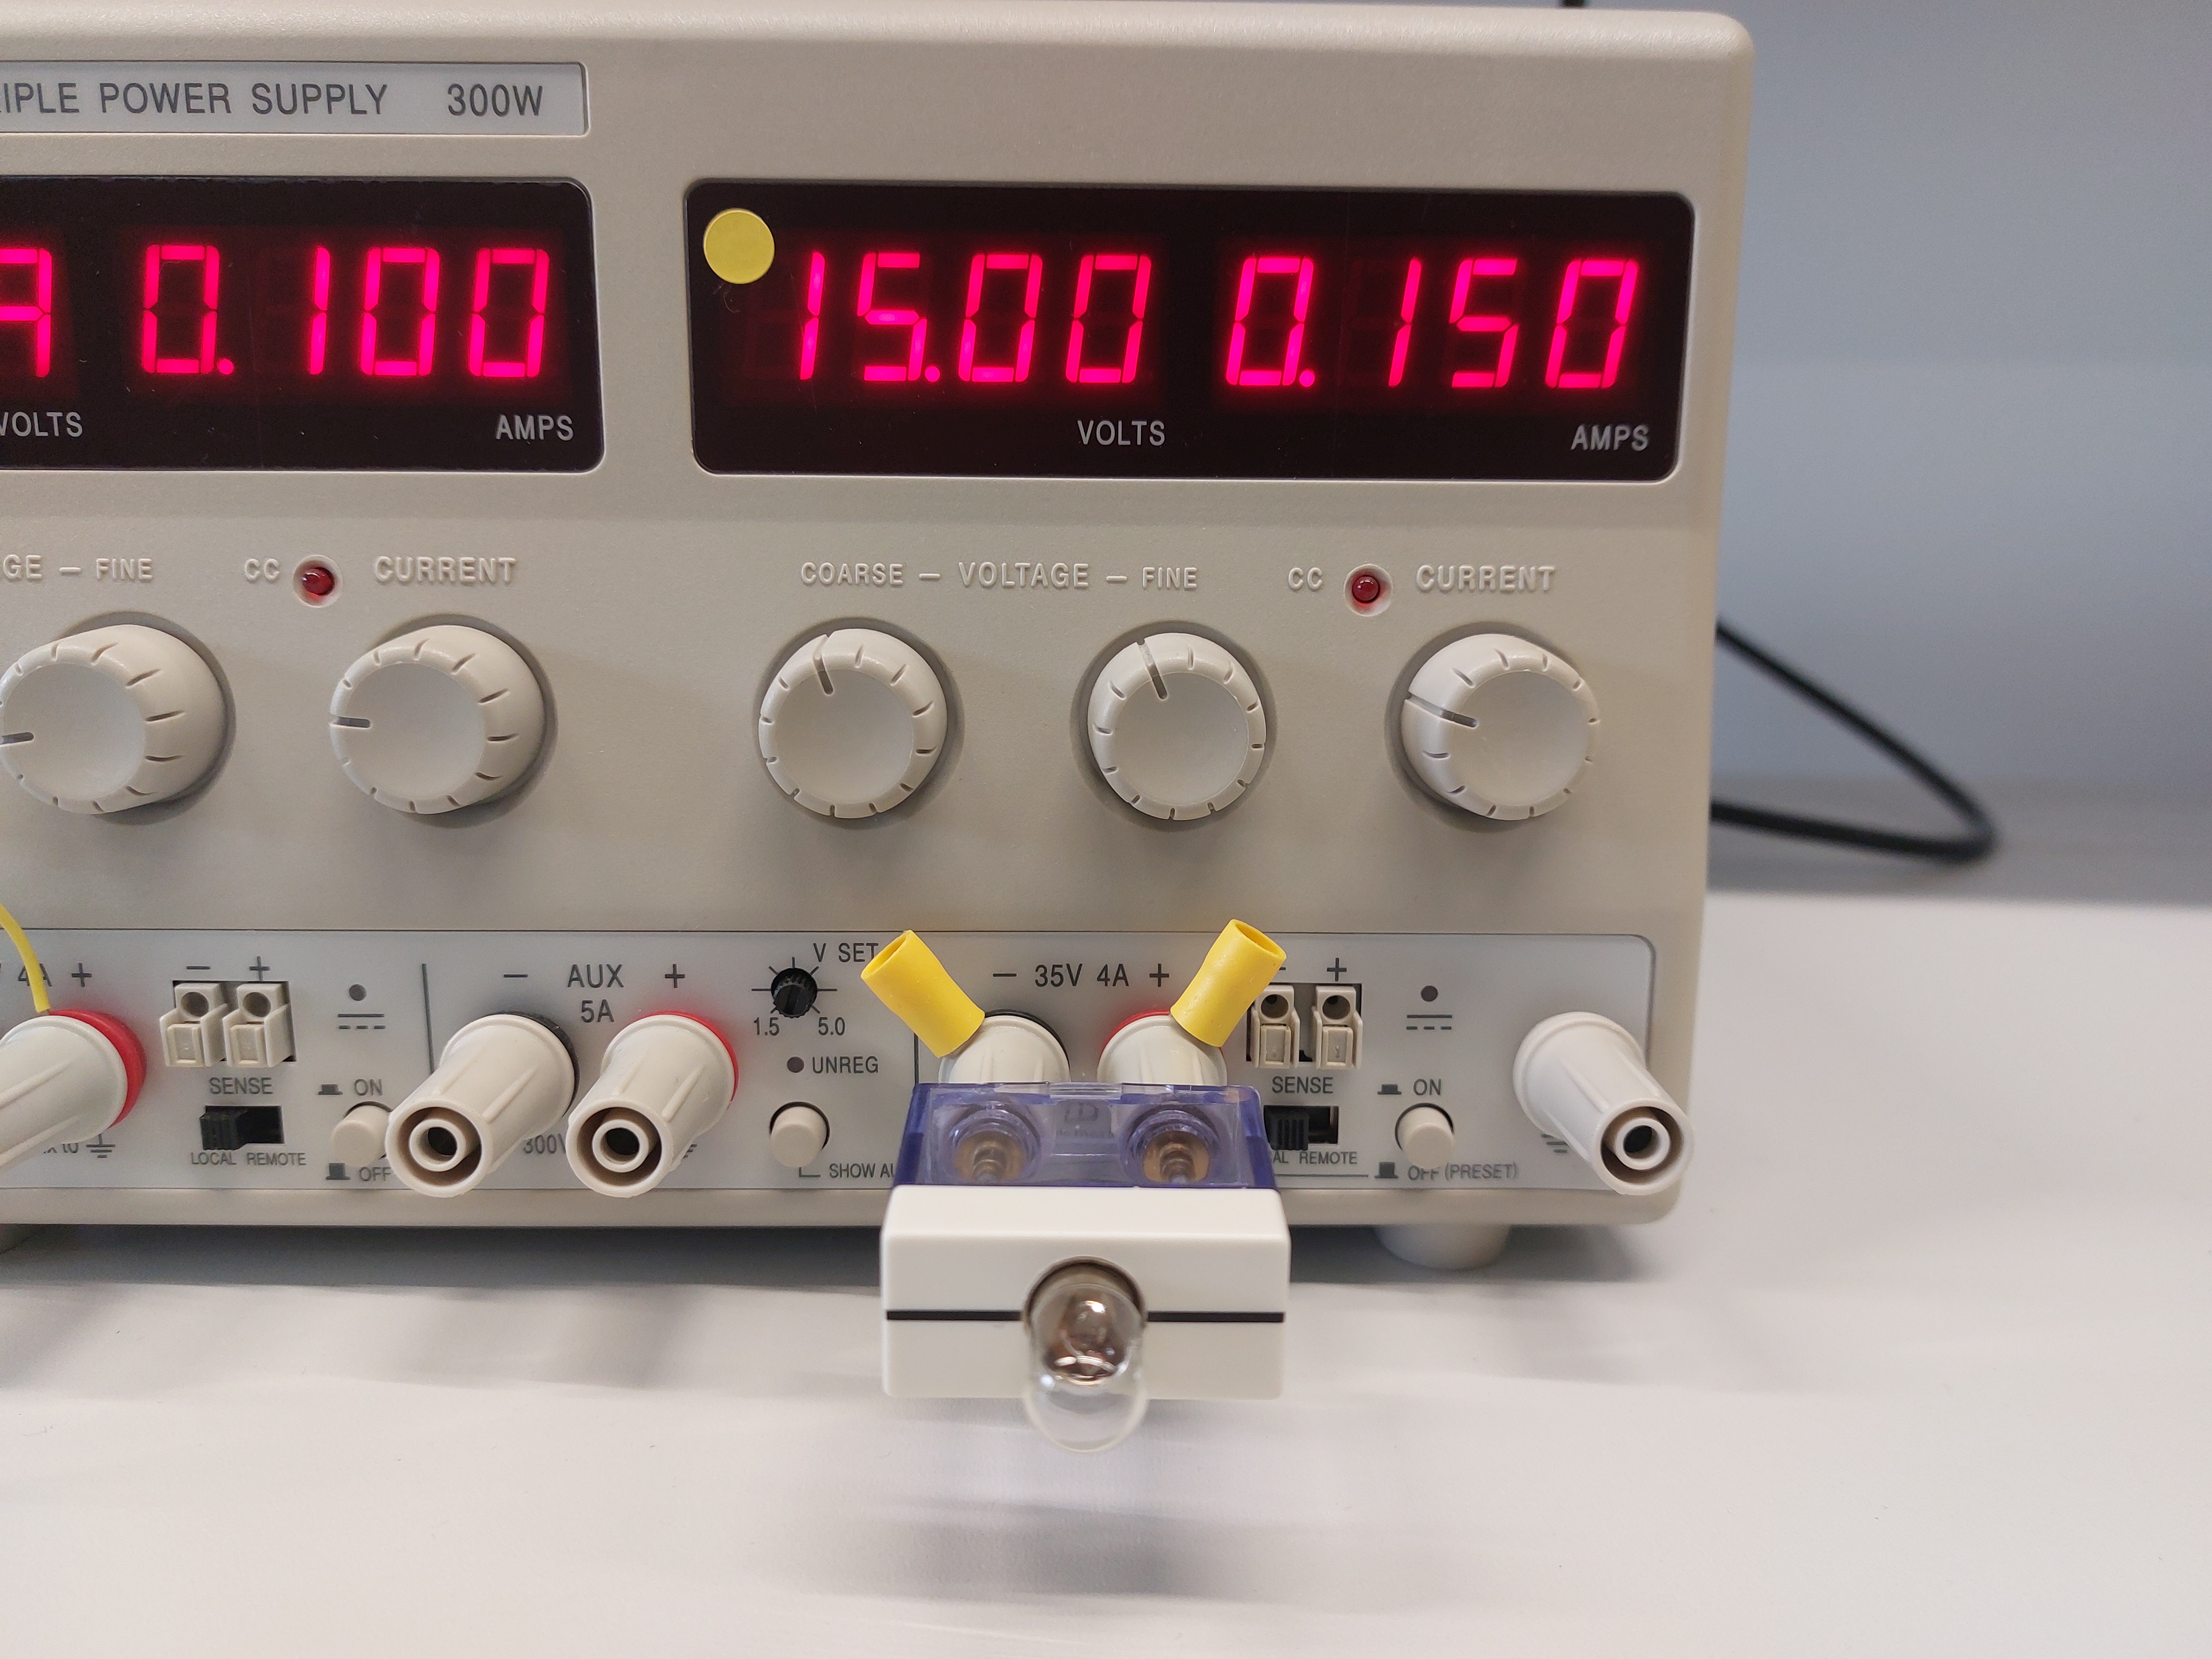 IPLE POWER SUPPLY 300W
0.100
VOLTS AMPS
15.00 0.150
VOLTS AMPS
GE – FINE CC CURRENT
COARSE – VOLTAGE – FINE CC CURRENT
4A +
− +
SENSE
LOCAL REMOTE
ON
OFF
− AUX +
5A
300V
V SET
1.5 5.0
UNREG
SHOW AU
− 35V 4A +
− +
SENSE
AL REMOTE
ON
OFF (PRESET)